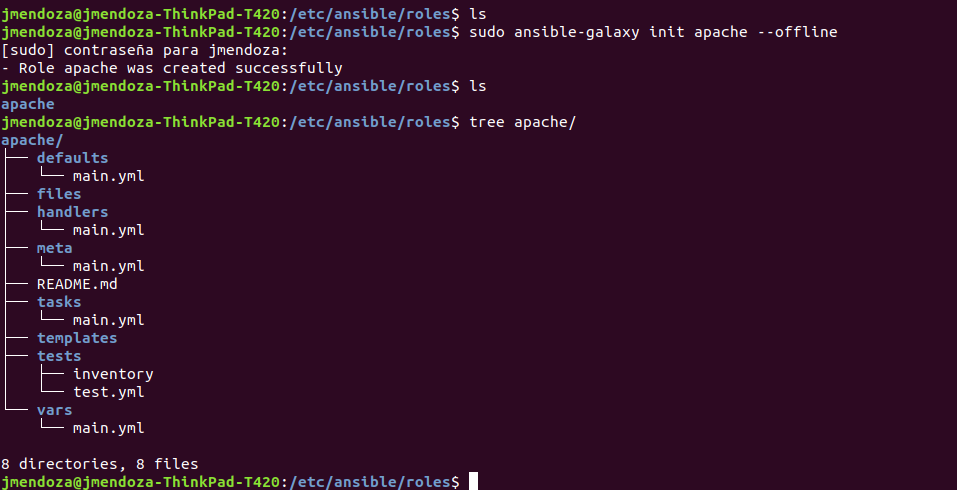 jmendoza@jmendoza-ThinkPad-T420:/etc/ansible/roles$ ls
jmendoza@jmendoza-ThinkPad-T420:/etc/ansible/roles$ sudo ansible-galaxy init apache --offline
[sudo] contraseña para jmendoza:
- Role apache was created successfully
jmendoza@jmendoza-ThinkPad-T420:/etc/ansible/roles$ ls
apache
jmendoza@jmendoza-ThinkPad-T420:/etc/ansible/roles$ tree apache/
apache/
├── defaults
│   └── main.yml
├── files
├── handlers
│   └── main.yml
├── meta
│   └── main.yml
├── README.md
├── tasks
│   └── main.yml
├── templates
├── tests
│   ├── inventory
│   └── test.yml
└── vars
    └── main.yml

8 directories, 8 files
jmendoza@jmendoza-ThinkPad-T420:/etc/ansible/roles$